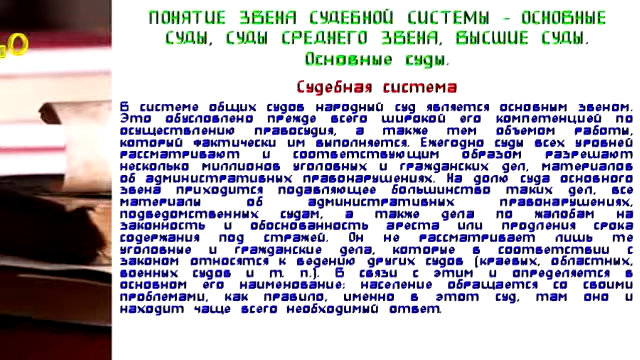 ПОНЯТИЕ ЗВЕНА СУДЕБНОЙ СИСТЕМЫ - ОСНОВНЫЕ
СУДЫ, СУДЫ СРЕДНЕГО ЗВЕНА, ВЫСШИЕ СУДЫ.
Основные суды.
Судебная система
В системе общих судов народный суд является основным звеном.
Это обусловлено прежде всего широкой его компетенцией по
осуществлению правосудия, а также тем объемом работы,
который фактически им выполняется. Ежегодно суды всех уровней
рассматривают и соответствующим образом разрешают
несколько миллионов уголовных и гражданских дел, материалов
об административных правонарушениях. На долю суда основного
звена приходится подавляющее большинство таких дел, все
материалы об административных правонарушениях,
подведомственных судам, а также дела по жалобам на
законность и обоснованность ареста или продления срока
содержания под стражей. Он не рассматривает лишь те
уголовные и гражданские дела, которые в соответствии с
законом относятся к ведению других судов (краевых, областных,
военных судов и т. п.). В связи с этим и определяется в
основном его наименование: население обращается со своими
проблемами, как правило, именно в этот суд, там оно и
находит чаще всего необходимый ответ.